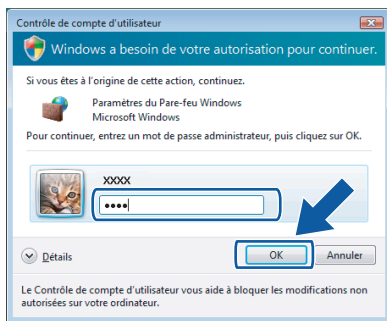 Contrôle de compte d'utilisateur
Windows a besoin de votre autorisation pour continuer.
Si vous êtes à l'origine de cette action, continuez.
Paramètres du Pare-feu Windows
Microsoft Windows
Pour continuer, entrez un mot de passe administrateur, puis cliquez sur OK.
XXXX
••••
Détails
OK
Annuler
Le Contrôle de compte d'utilisateur vous aide à bloquer les modifications non
autorisées sur votre ordinateur.